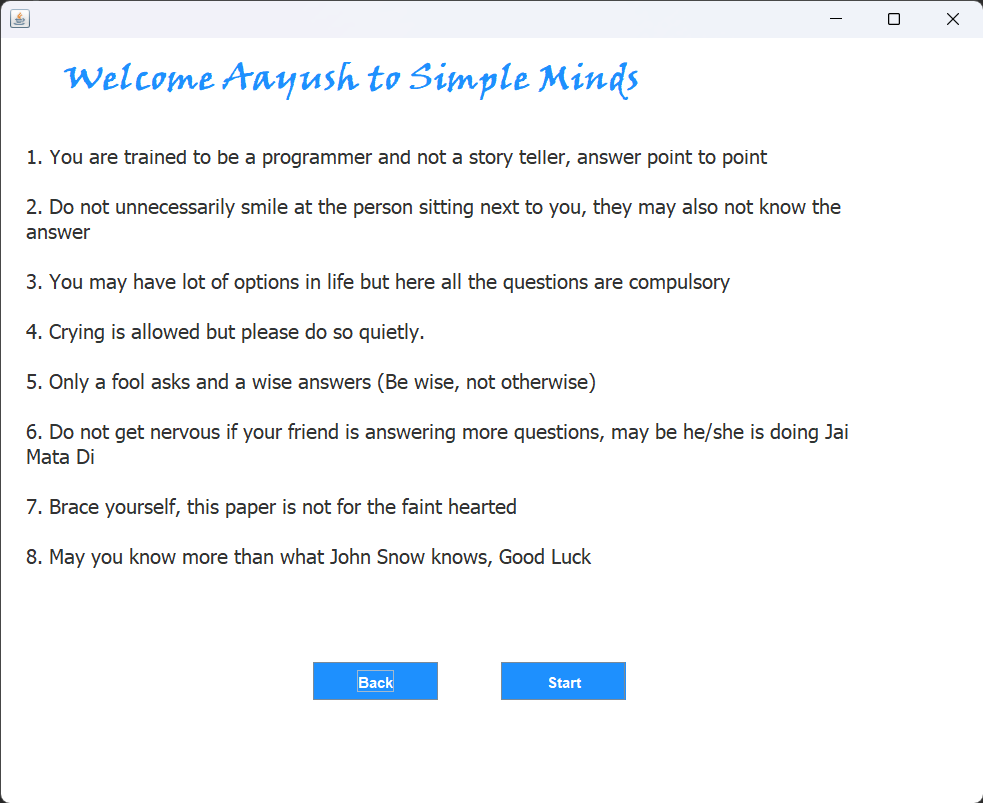 Welcome Aayush to Simple Minds
1. You are trained to be a programmer and not a story teller, answer point to point
2. Do not unnecessarily smile at the person sitting next to you, they may also not know the
answer
3. You may have lot of options in life but here all the questions are compulsory
4. Crying is allowed but please do so quietly.
5. Only a fool asks and a wise answers (Be wise, not otherwise)
6. Do not get nervous if your friend is answering more questions, may be he/she is doing Jai
Mata Di
7. Brace yourself, this paper is not for the faint hearted
8. May you know more than what John Snow knows, Good Luck
Back
Start